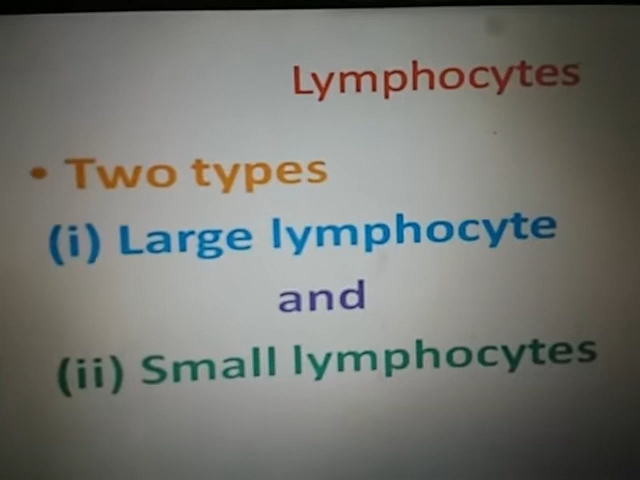 Lymphocytes
• Two types
(i) Large lymphocyte
and
(ii) Small lymphocytes